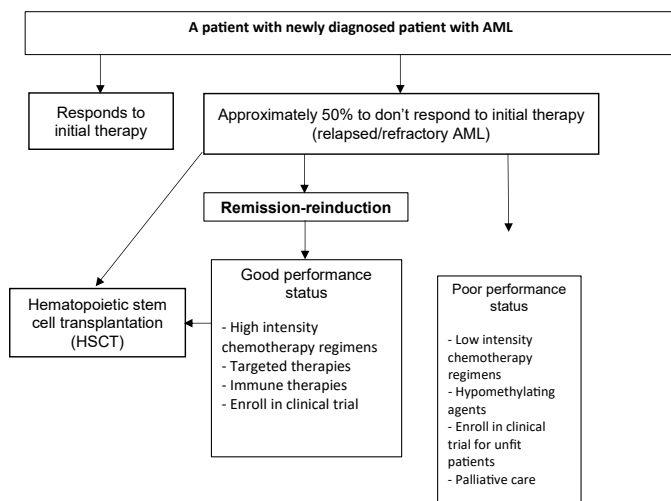 A patient with newly diagnosed patient with AML
Responds to
initial therapy
Approximately 50% to don't respond to initial therapy
(relapsed/refractory AML)
Remission-reinduction
Hematopoietic stem
cell transplantation
(HSCT)
Good performance
status
- High intensity
chemotherapy regimens
- Targeted therapies
- Immune therapies
- Enroll in clinical trial
Poor performance
status
- Low intensity
chemotherapy
regimens
- Hypomethylating
agents
- Enroll in clinical
trial for unfit
patients
- Palliative care